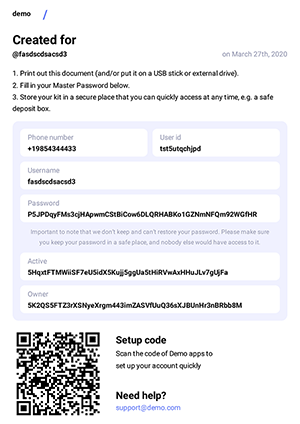 demo /
Created for
@fasdscdsacsd3 on March 27th, 2020
1. Print out this document (and/or put it on a USB stick or external drive).
2. Fill in your Master Password below.
3. Store your kit in a secure place that you can quickly access at any time, e.g. a safe
deposit box.
Phone number User id
+19854344433 tst5utqchjpd
Username
fasdscdsacsd3
Password
P5JPDqyFMs3cjHApwmCStBiCow6DLQRHABKo1GZNmNFQm92WGfHR
Important to note that we don't keep and can't restore your password. Please make sure
you keep your password in a safe place, and nobody else would have access to it.
Active
5HqxtFTMWiiSF7eU5idX5Kujj5ggUa5tHiRVwAxHHuJLv7gUjFa
Owner
5K2QS5FTZ3rXSNyeXrgm443imZASVfUuQ36sXJBUnHr3nBRbb8M
Setup code
Scan the code of Demo apps to
set up your account quickly
Need help?
support@demo.com